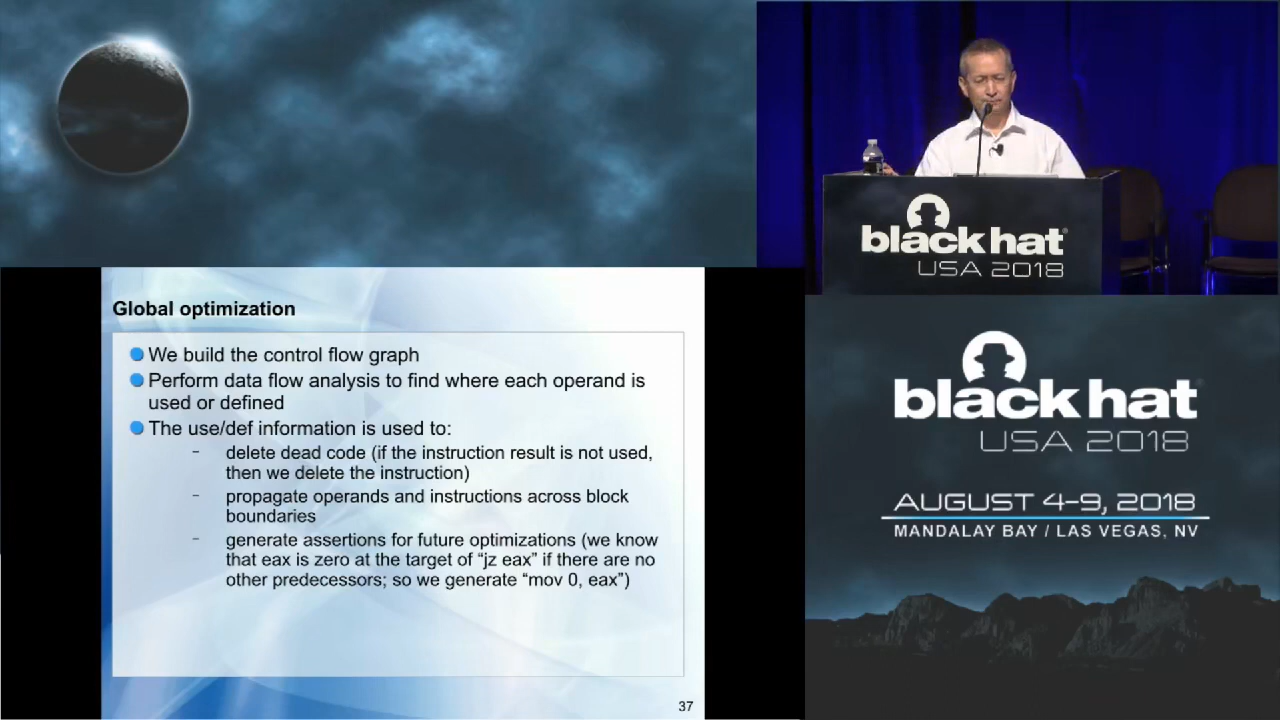 black hat
USA 2018
Global optimization
We build the control flow graph
Perform data flow analysis to find where each operand is
used or defined
The use/def information is used to:
- delete dead code (if the instruction result is not used,
then we delete the instruction)
- propagate operands and instructions across block
boundaries
- generate assertions for future optimizations (we know
that eax is zero at the target of “jz eax” if there are no
other predecessors; so we generate “mov 0, eax”)
37
black hat
USA 2018
AUGUST 4-9, 2018
MANDALAY BAY / LAS VEGAS, NV